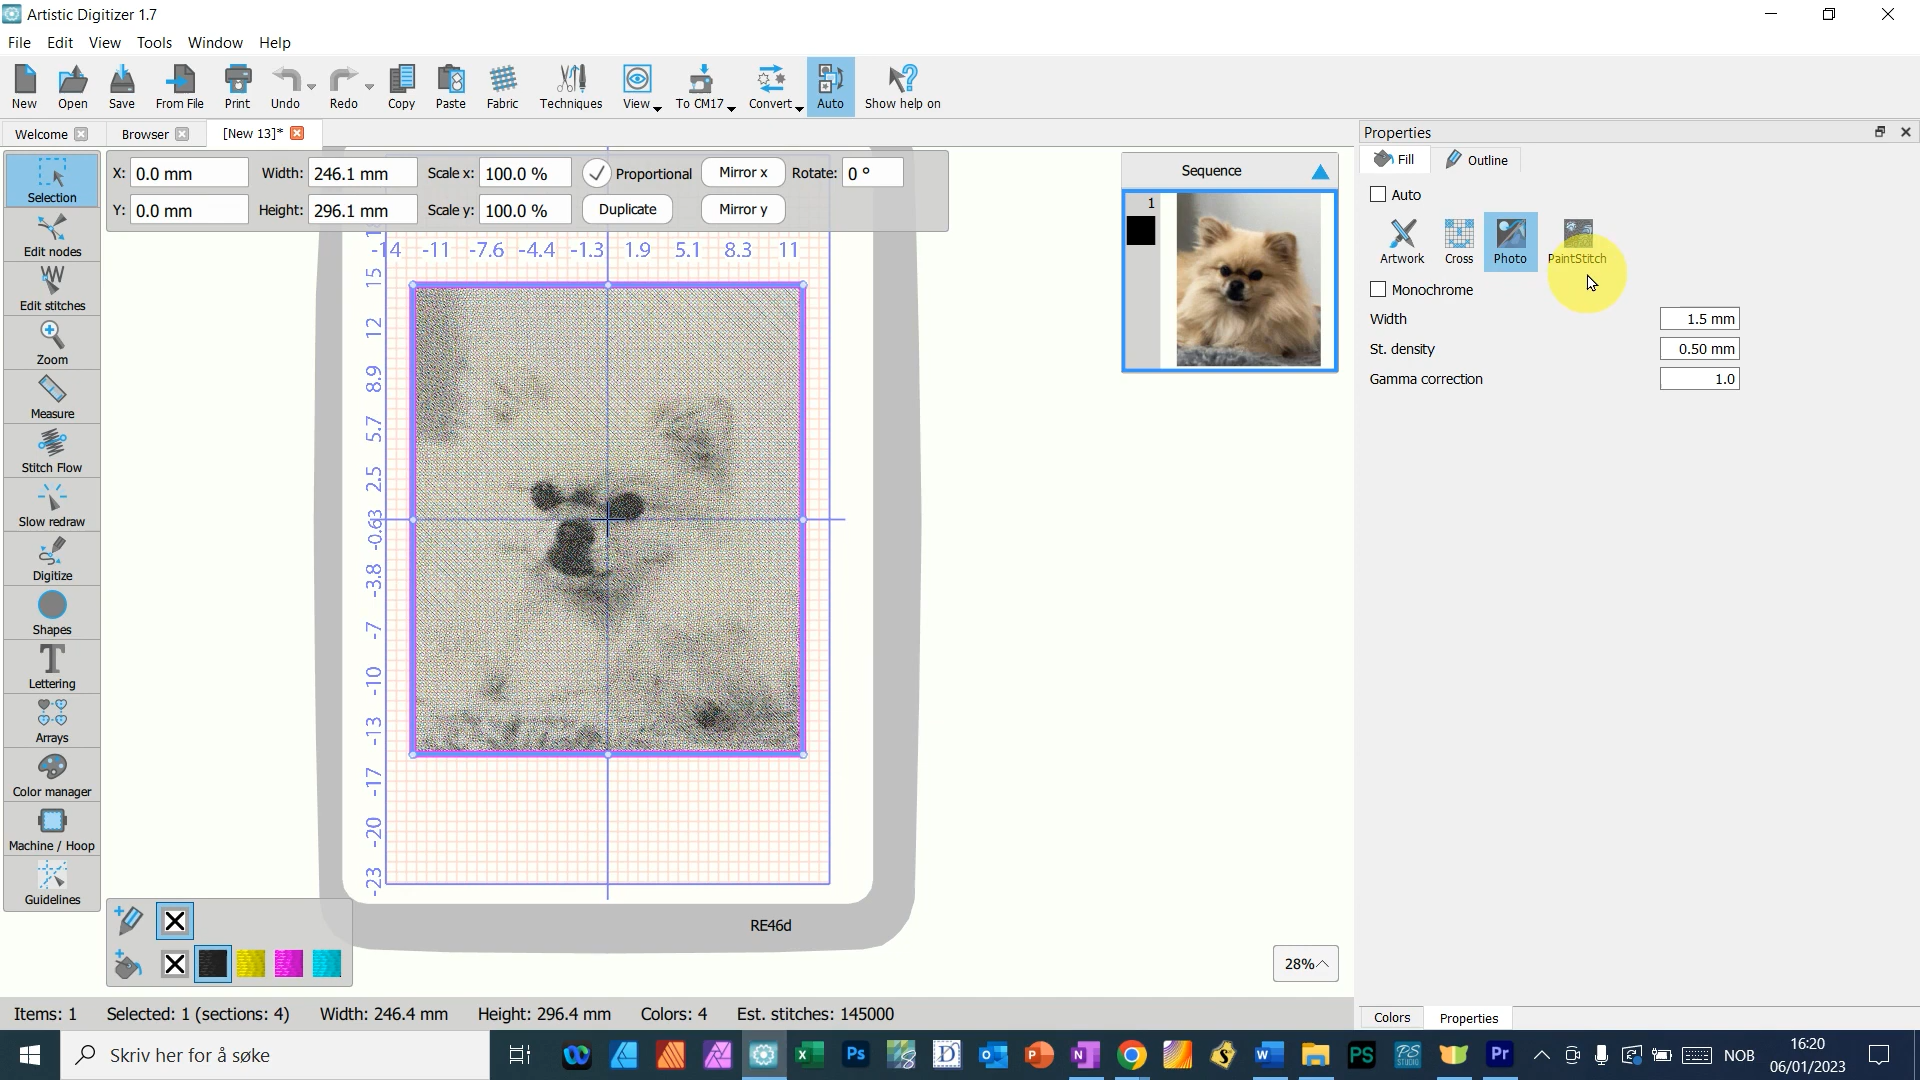 Artistic Digitizer 1.7
File Edit View Tools Window Help
New Open Save From File Print Undo Redo Copy Paste Fabric Techniques View To CM17 Convert Auto Show help on
Welcome Browser [New 13]*
Properties
Fill Outline
Auto
Artwork Cross Photo PaintStitch
Monochrome
Width 1.5 mm
St. density 0.50 mm
Gamma correction 1.0
Selection
Edit nodes
Edit stitches
Zoom
Measure
Stitch Flow
Slow redraw
Digitize
Shapes
Lettering
Arrays
Color manager
Machine / Hoop
Guidelines
X: 0.0 mm Width: 246.1 mm Scale x: 100.0 % Proportional Mirror x Rotate: 0 °
Y: 0.0 mm Height: 296.1 mm Scale y: 100.0 % Duplicate Mirror y
-14 -11 -7.6 -4.4 -1.3 1.9 5.1 8.3 11
15
12
8.9
5.7
2.5
-0.63
-3.8
-7
-10
-13
-17
-20
-23
Sequence
1
RE46d
28%
Items: 1 Selected: 1 (sections: 4) Width: 246.4 mm Height: 296.4 mm Colors: 4 Est. stitches: 145000
Colors Properties
Skriv her for å søke
Ps
PS
PS
STUDIO
Pr
NOB
16:20
06/01/2023